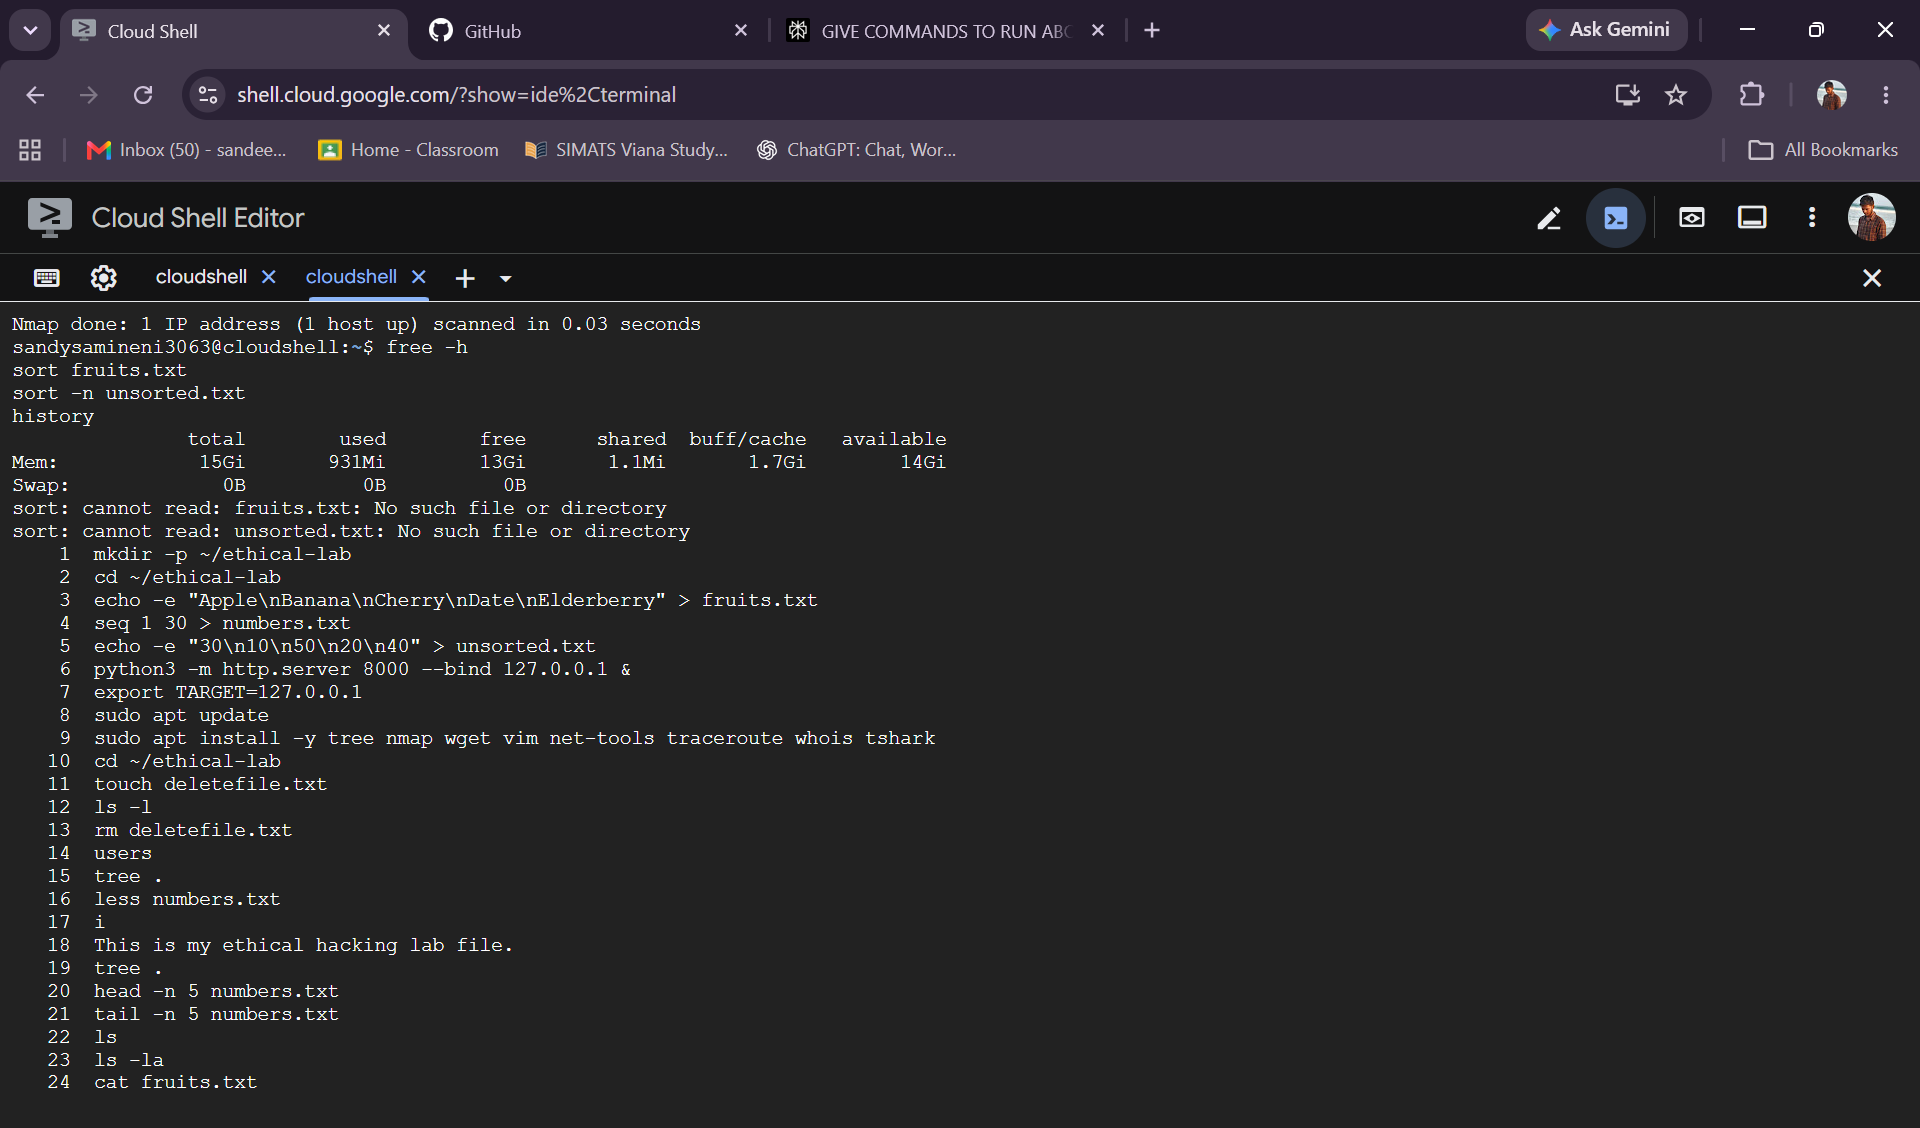 Cloud Shell
GitHub
GIVE COMMANDS TO RUN ABO
Ask Gemini
shell.cloud.google.com/?show=ide%2Cterminal
Inbox (50) - sandee...
Home - Classroom
SIMATS Viana Study...
ChatGPT: Chat, Wor...
All Bookmarks
Cloud Shell Editor
cloudshell
cloudshell
Nmap done: 1 IP address (1 host up) scanned in 0.03 seconds
sandysamineni3063@cloudshell:~$ free -h
sort fruits.txt
sort -n unsorted.txt
history
total used free shared buff/cache available
Mem: 15Gi 931Mi 13Gi 1.1Mi 1.7Gi 14Gi
Swap: 0B 0B 0B
sort: cannot read: fruits.txt: No such file or directory
sort: cannot read: unsorted.txt: No such file or directory
1 mkdir -p ~/ethical-lab
2 cd ~/ethical-lab
3 echo -e "Apple\nBanana\nCherry\nDate\nElderberry" > fruits.txt
4 seq 1 30 > numbers.txt
5 echo -e "30\n10\n50\n20\n40" > unsorted.txt
6 python3 -m http.server 8000 --bind 127.0.0.1 &
7 export TARGET=127.0.0.1
8 sudo apt update
9 sudo apt install -y tree nmap wget vim net-tools traceroute whois tshark
10 cd ~/ethical-lab
11 touch deletefile.txt
12 ls -l
13 rm deletefile.txt
14 users
15 tree .
16 less numbers.txt
17 i
18 This is my ethical hacking lab file.
19 tree .
20 head -n 5 numbers.txt
21 tail -n 5 numbers.txt
22 ls
23 ls -la
24 cat fruits.txt